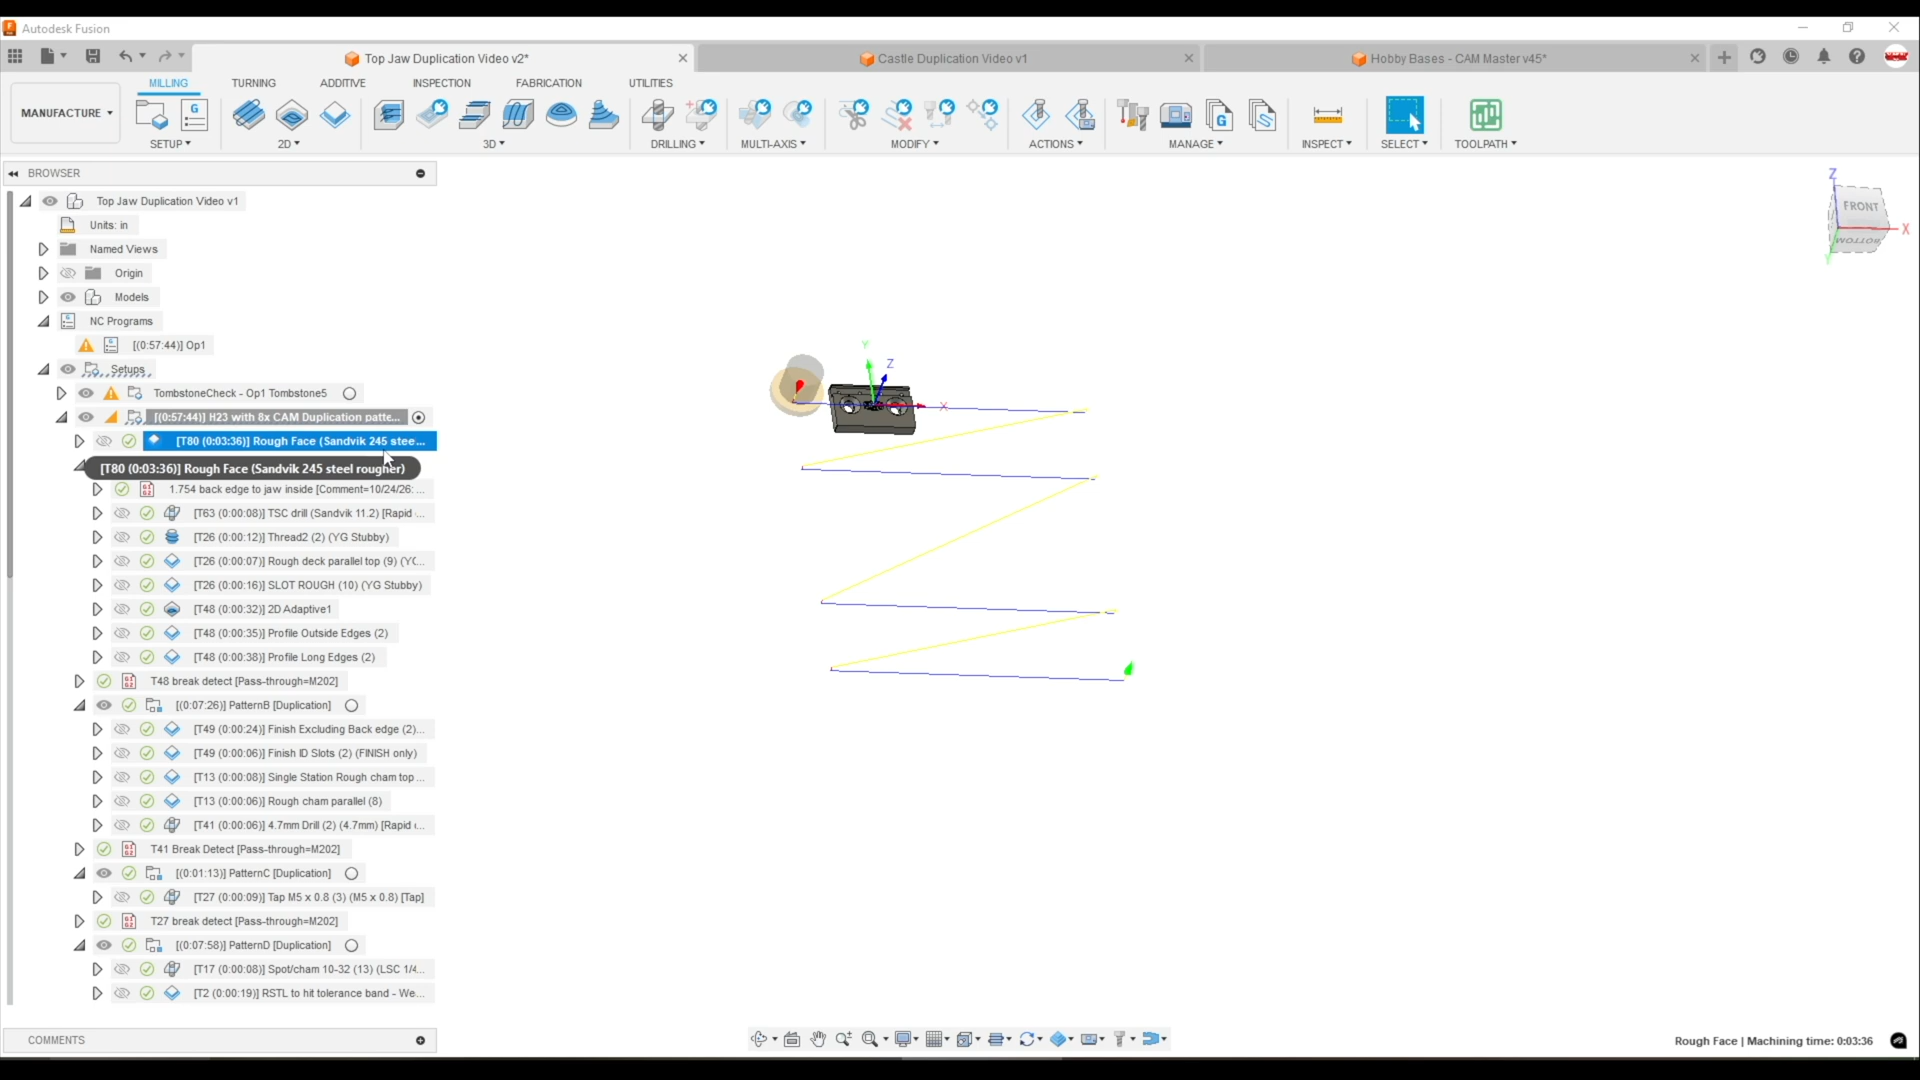 Autodesk Fusion
Top Jaw Duplication Video v2*
Castle Duplication Video v1
Hobby Bases - CAM Master v45*
MILLING
TURNING
ADDITIVE
INSPECTION
FABRICATION
UTILITIES
MANUFACTURE
SETUP
2D
3D
DRILLING
MULTI-AXIS
MODIFY
ACTIONS
MANAGE
INSPECT
SELECT
TOOLPATH
BROWSER
Top Jaw Duplication Video v1
Units: in
Named Views
Origin
Models
NC Programs
[(0:57:44)] Op1
Setups
TombstoneCheck - Op1 Tombstone5
[(0:57:44)] H23 with 8x CAM Duplication patte...
[T80 (0:03:36)] Rough Face (Sandvik 245 stee...
[T80 (0:03:36)] Rough Face (Sandvik 245 steel rougher)
1.754 back edge to jaw inside [Comment=10/24/26: ...
[T63 (0:00:08)] TSC drill (Sandvik 11.2) [Rapid ...
[T26 (0:00:12)] Thread2 (2) (YG Stubby)
[T26 (0:00:07)] Rough deck parallel top (9) (YC...
[T26 (0:00:16)] SLOT ROUGH (10) (YG Stubby)
[T48 (0:00:32)] 2D Adaptive1
[T48 (0:00:35)] Profile Outside Edges (2)
[T48 (0:00:38)] Profile Long Edges (2)
T48 break detect [Pass-through=M202]
[(0:07:26)] PatternB [Duplication]
[T49 (0:00:24)] Finish Excluding Back edge (2)...
[T49 (0:00:06)] Finish ID Slots (2) (FINISH only)
[T13 (0:00:08)] Single Station Rough cham top ...
[T13 (0:00:06)] Rough cham parallel (8)
[T41 (0:00:06)] 4.7mm Drill (2) (4.7mm) [Rapid ...
T41 Break Detect [Pass-through=M202]
[(0:01:13)] PatternC [Duplication]
[T27 (0:00:09)] Tap M5 x 0.8 (3) (M5 x 0.8) [Tap]
T27 break detect [Pass-through=M202]
[(0:07:58)] PatternD [Duplication]
[T17 (0:00:08)] Spot/cham 10-32 (13) (LSC 1/4...
[T2 (0:00:19)] RSTL to hit tolerance band - We...
COMMENTS
Z
FRONT
X
BOTTOM
Y
Y
Z
X
Rough Face | Machining time: 0:03:36